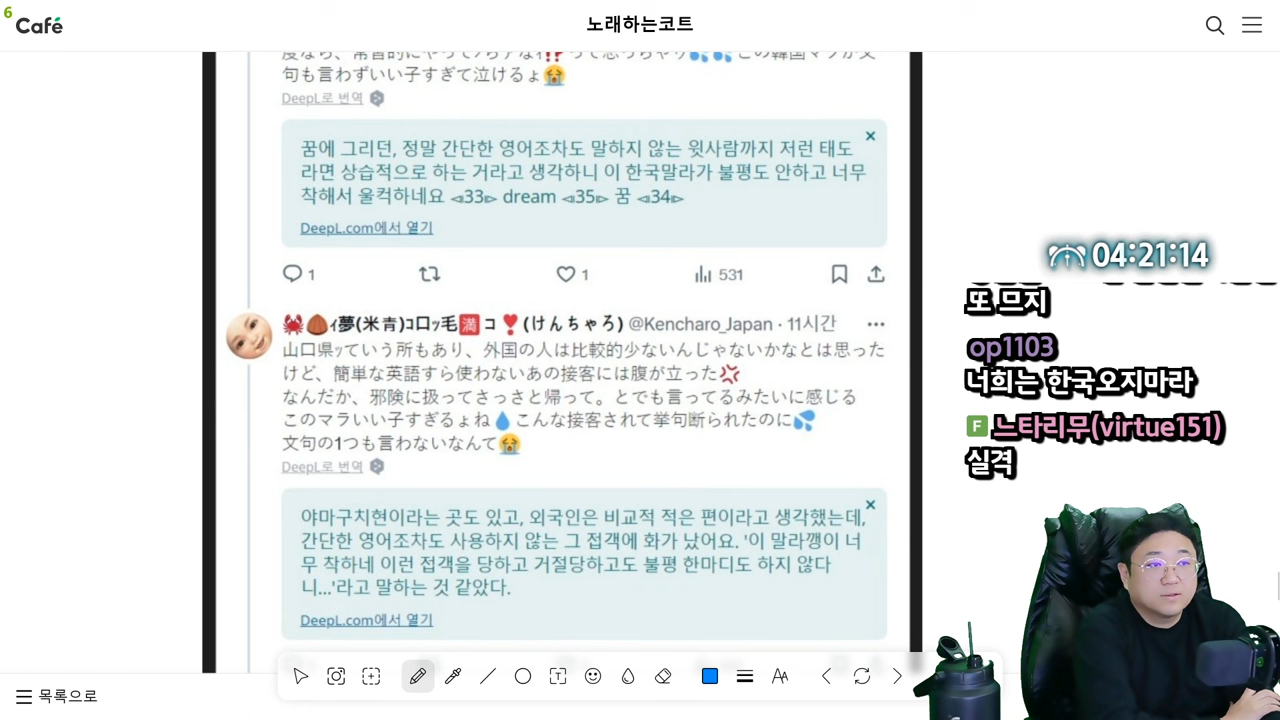 6
Café
노래하는코트
句も言わずいい子すぎて泣けるょ😭
DeepL로 번역
꿈에 그리던, 정말 간단한 영어조차도 말하지 않는 윗사람까지 저런 태도
라면 상습적으로 하는 거라고 생각하니 이 한국말라가 불평도 안하고 너무
착해서 울컥하네요 ⧏33⧐ dream ⧏35⧐ 꿈 ⧏34⧐
DeepL.com에서 열기
1
1
531
🦀🌰ｨ夢(米青)ｺ口ｯ毛🈵コ❣️(けんちゃろ) @Kencharo_Japan · 11시간
山口県ｯていう所もあり、外国の人は比較的少ないんじゃないかなとは思った
けど、簡単な英語すら使わないあの接客には腹が立った💢
なんだか、邪険に扱ってさっさと帰って。とでも言ってるみたいに感じる
このマラいい子すぎるょね💧こんな接客されて挙句断られたのに💦
文句の1つも言わないなんて😭
DeepL로 번역
야마구치현이라는 곳도 있고, 외국인은 비교적 적은 편이라고 생각했는데,
간단한 영어조차도 사용하지 않는 그 접객에 화가 났어요. '이 말라깽이 너
무 착하네 이런 접객을 당하고 거절당하고도 불평 한마디도 하지 않다
니...'라고 말하는 것 같았다.
DeepL.com에서 열기
목록으로
04:21:14
또 므지
op1103
너희는 한국오지마라
F 느타리무(virtue151)
실격